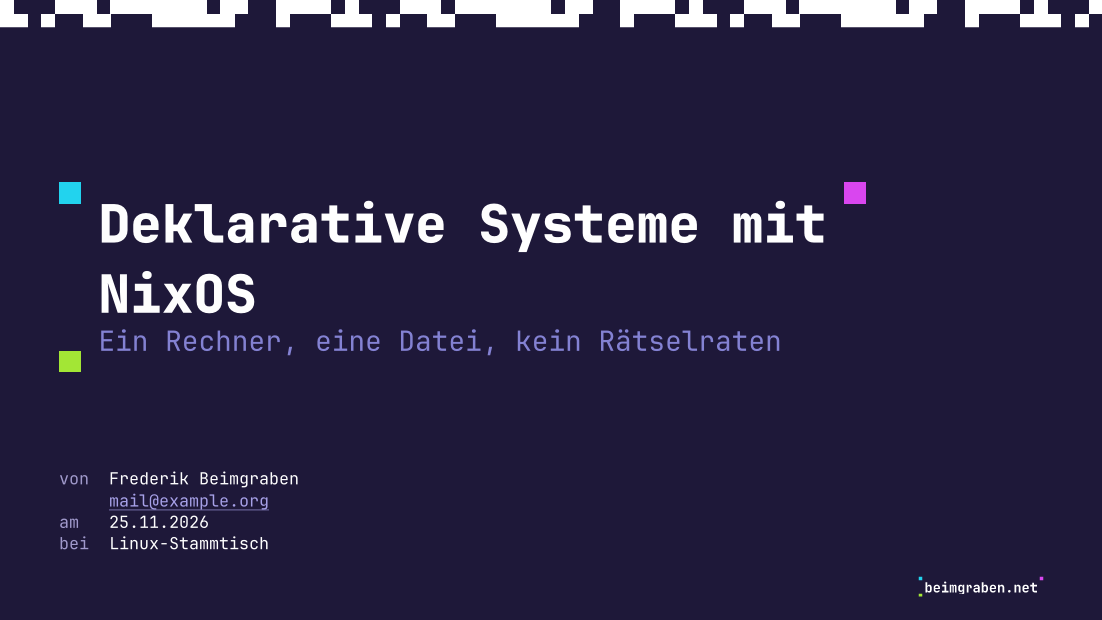 Deklarative Systeme mit
NixOS
Ein Rechner, eine Datei, kein Rätselraten
von Frederik Beimgraben
mail@example.org
am 25.11.2026
bei Linux-Stammtisch
beimgraben.net